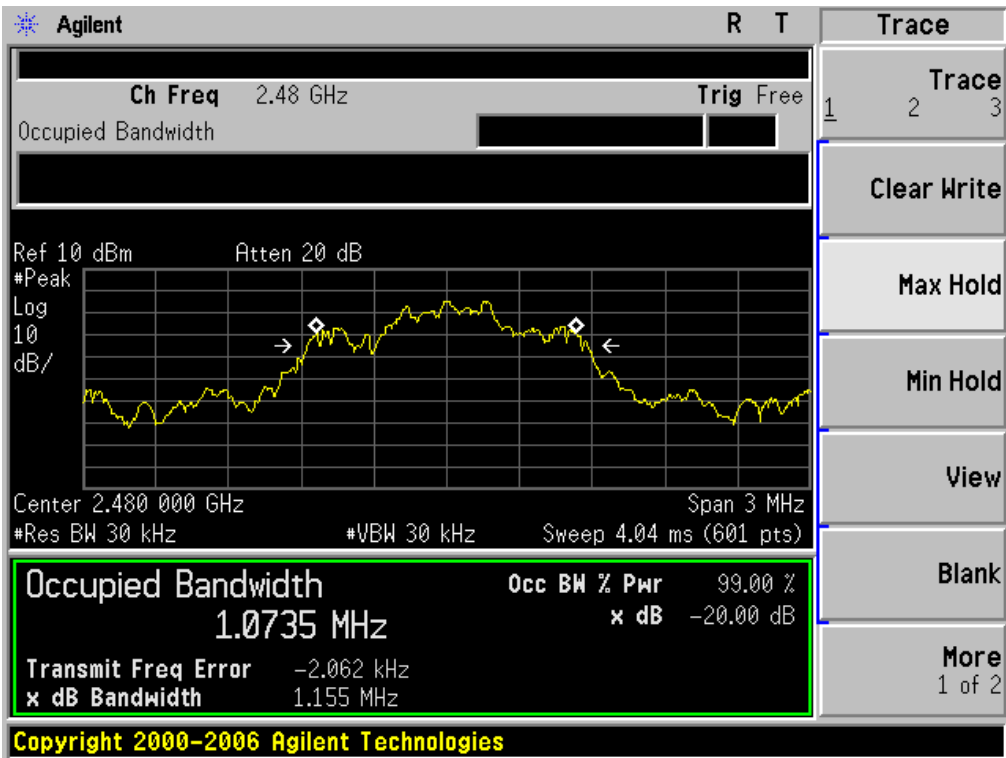 Agilent R T Trace
Ch Freq 2.48 GHz Trig Free
Occupied Bandwidth
Trace
1 2 3
Clear Write
Ref 10 dBm Atten 20 dB
#Peak
Log
10
dB/
Max Hold
Min Hold
View
Center 2.480 000 GHz Span 3 MHz
#Res BW 30 kHz #VBW 30 kHz Sweep 4.04 ms (601 pts)
Occupied Bandwidth Occ BW % Pwr 99.00 %
1.0735 MHz x dB -20.00 dB
Blank
Transmit Freq Error -2.062 kHz
x dB Bandwidth 1.155 MHz
More
1 of 2
Copyright 2000-2006 Agilent Technologies